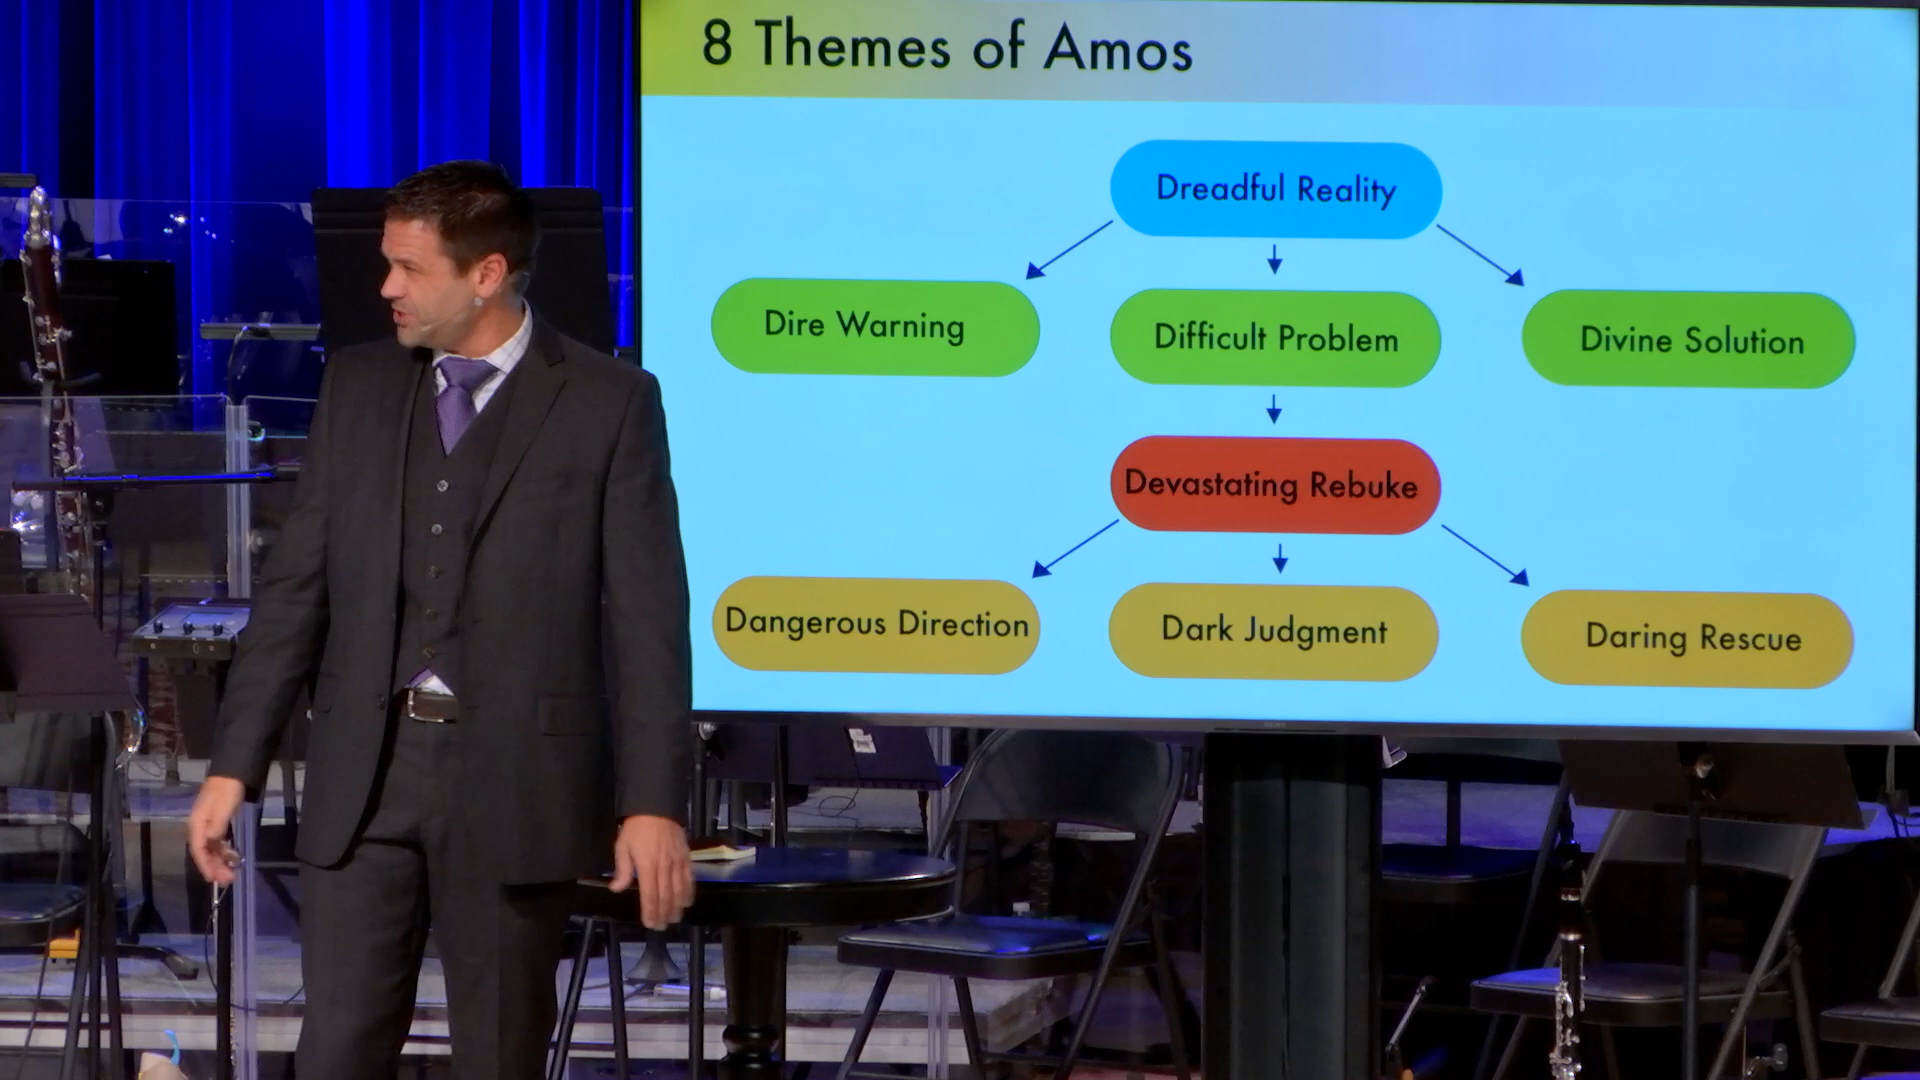 8 Themes of Amos
Dreadful Reality
Dire Warning
Difficult Problem
Divine Solution
Devastating Rebuke
Dangerous Direction
Dark Judgment
Daring Rescue